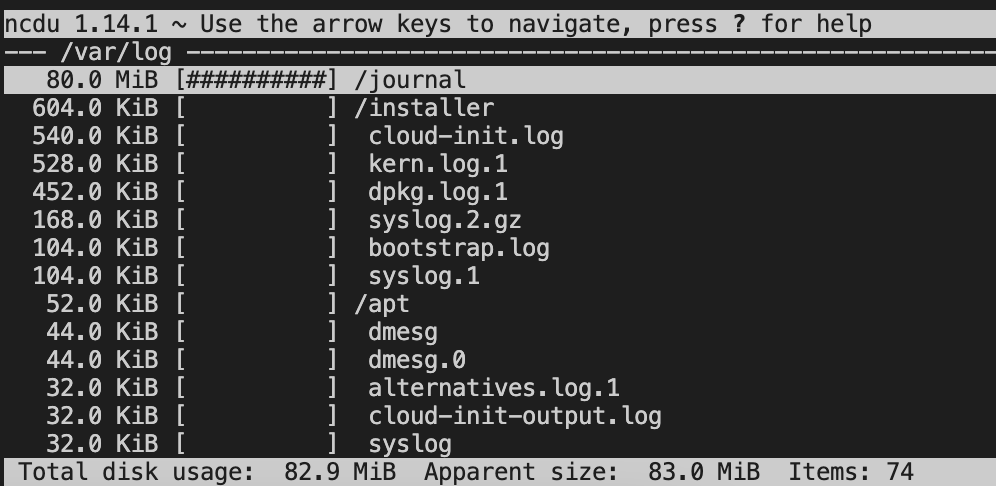 ncdu 1.14.1 ~ Use the arrow keys to navigate, press ? for help
--- /var/log ---------------------------------------------------------
   80.0 MiB [##########] /journal
  604.0 KiB [          ] /installer
  540.0 KiB [          ]  cloud-init.log
  528.0 KiB [          ]  kern.log.1
  452.0 KiB [          ]  dpkg.log.1
  168.0 KiB [          ]  syslog.2.gz
  104.0 KiB [          ]  bootstrap.log
  104.0 KiB [          ]  syslog.1
   52.0 KiB [          ] /apt
   44.0 KiB [          ]  dmesg
   44.0 KiB [          ]  dmesg.0
   32.0 KiB [          ]  alternatives.log.1
   32.0 KiB [          ]  cloud-init-output.log
   32.0 KiB [          ]  syslog
 Total disk usage:  82.9 MiB  Apparent size:  83.0 MiB  Items: 74